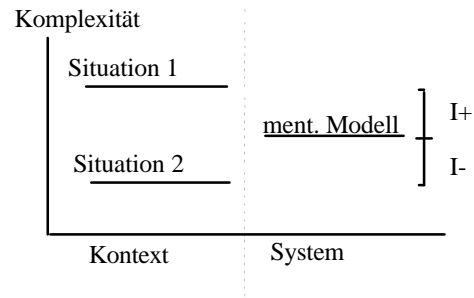 Komplexität
Situation 1
I+
ment. Modell
Situation 2
I-
Kontext
System